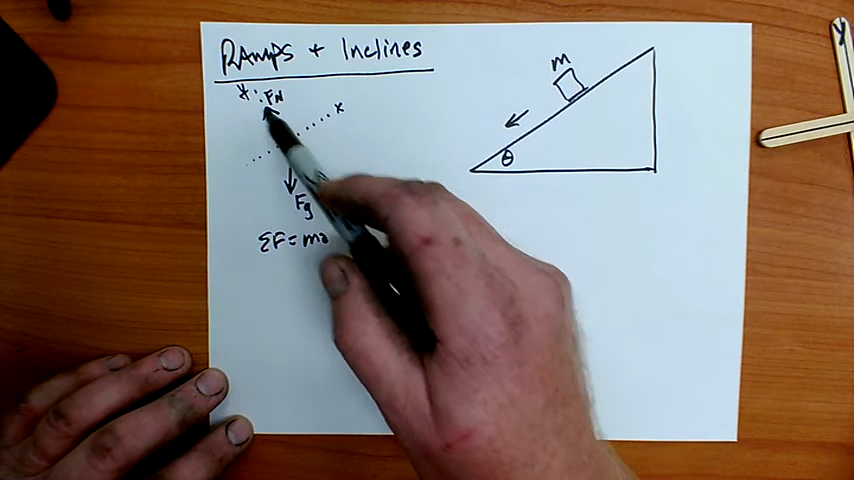 RAMPS + Inclines
y FN
x
Fg
ΣF = ma
m
θ
y